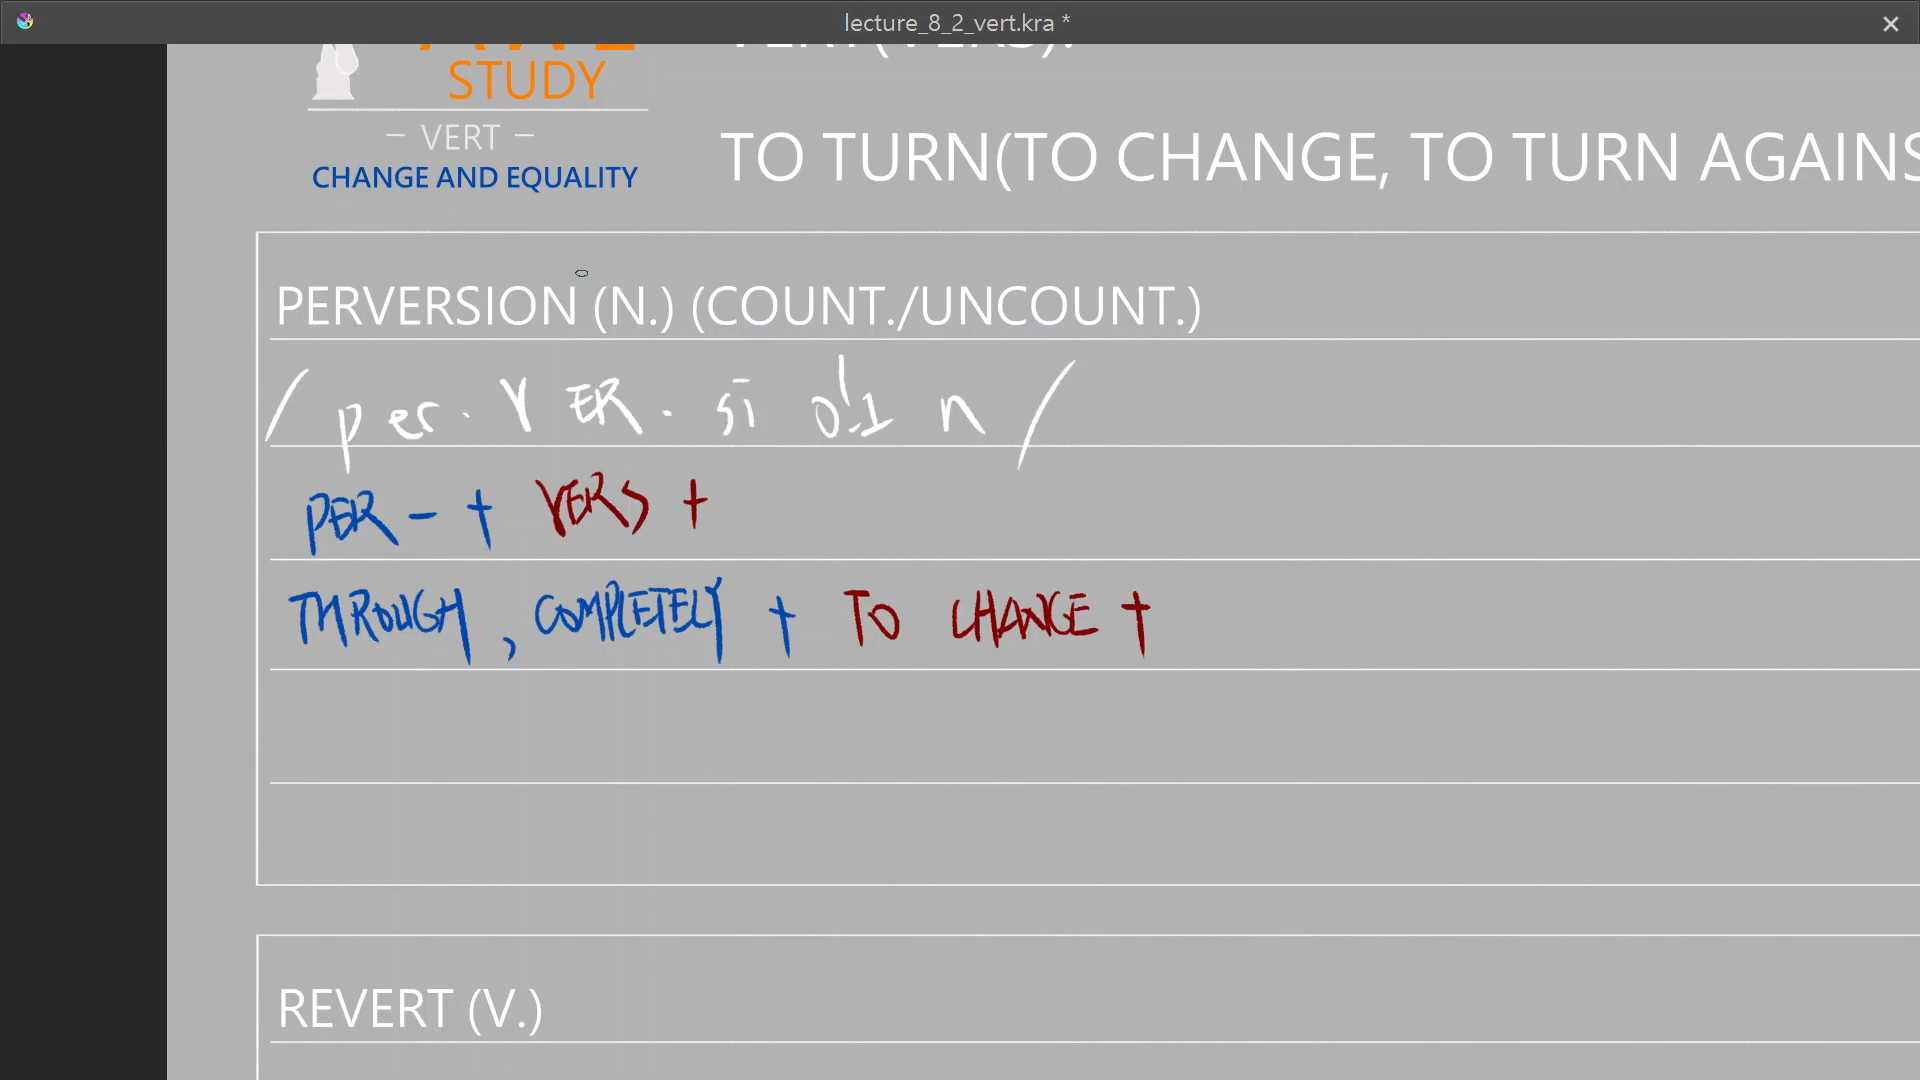 lecture_8_2_vert.kra *
STUDY
– VERT –
CHANGE AND EQUALITY
TO TURN(TO CHANGE, TO TURN AGAINS
PERVERSION (N.) (COUNT./UNCOUNT.)
/ per. VER. si n /
PER - + VERS +
THROUGH, COMPLETELY + TO CHANGE +
REVERT (V.)